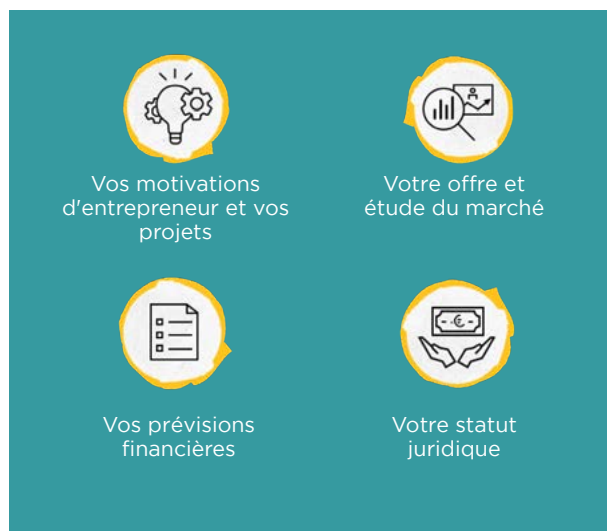 Vos motivations
d'entrepreneur et vos
projets
Votre offre et
étude du marché
Vos prévisions
financières
Votre statut
juridique